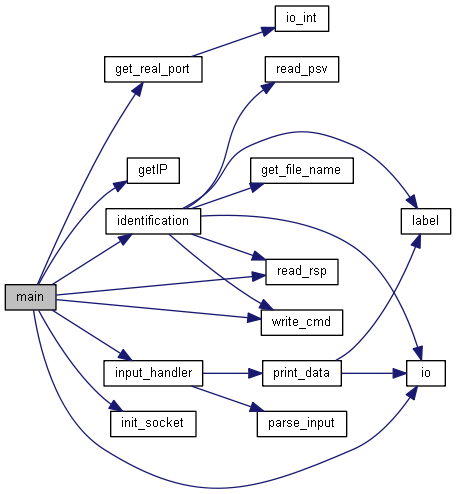 io_int
get_real_port
read_psv
getIP
get_file_name
identification
label
read_rsp
main
write_cmd
input_handler
print_data
io
init_socket
parse_input